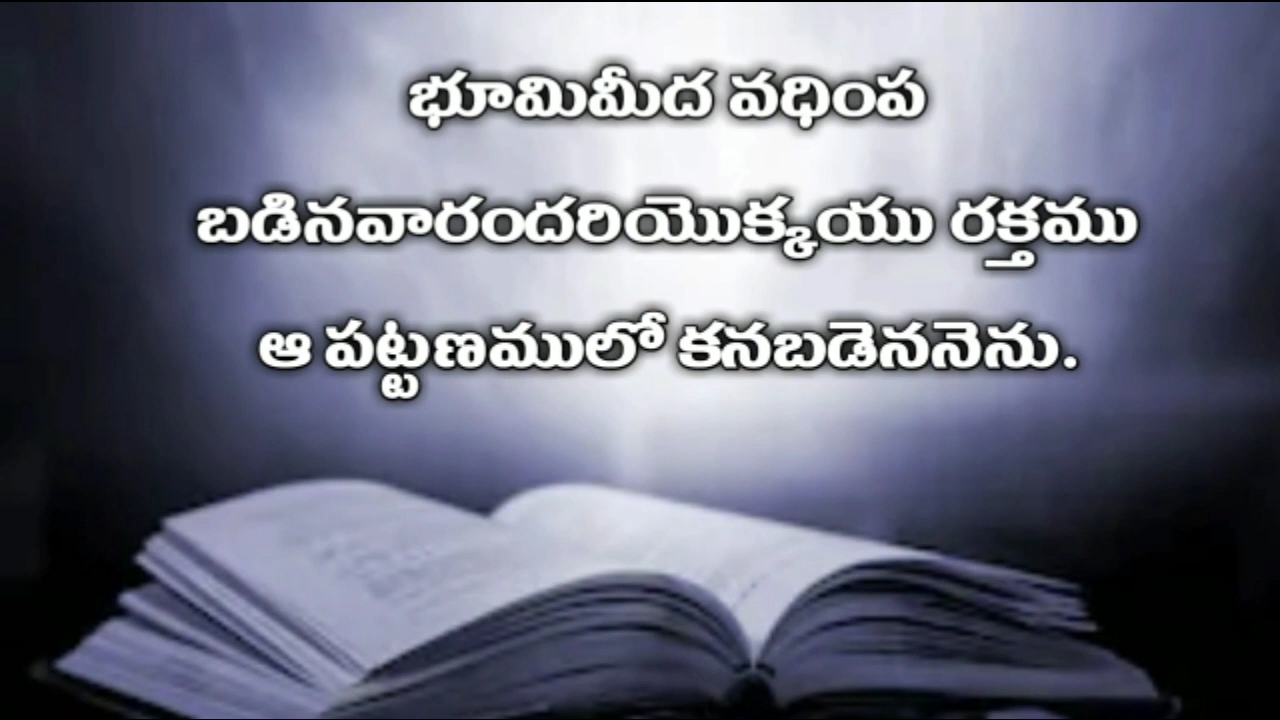 భూమిమీద వధింప
బడినవారందరియొక్కయు రక్తము
ఆ పట్టణములో కనబడెననెను.